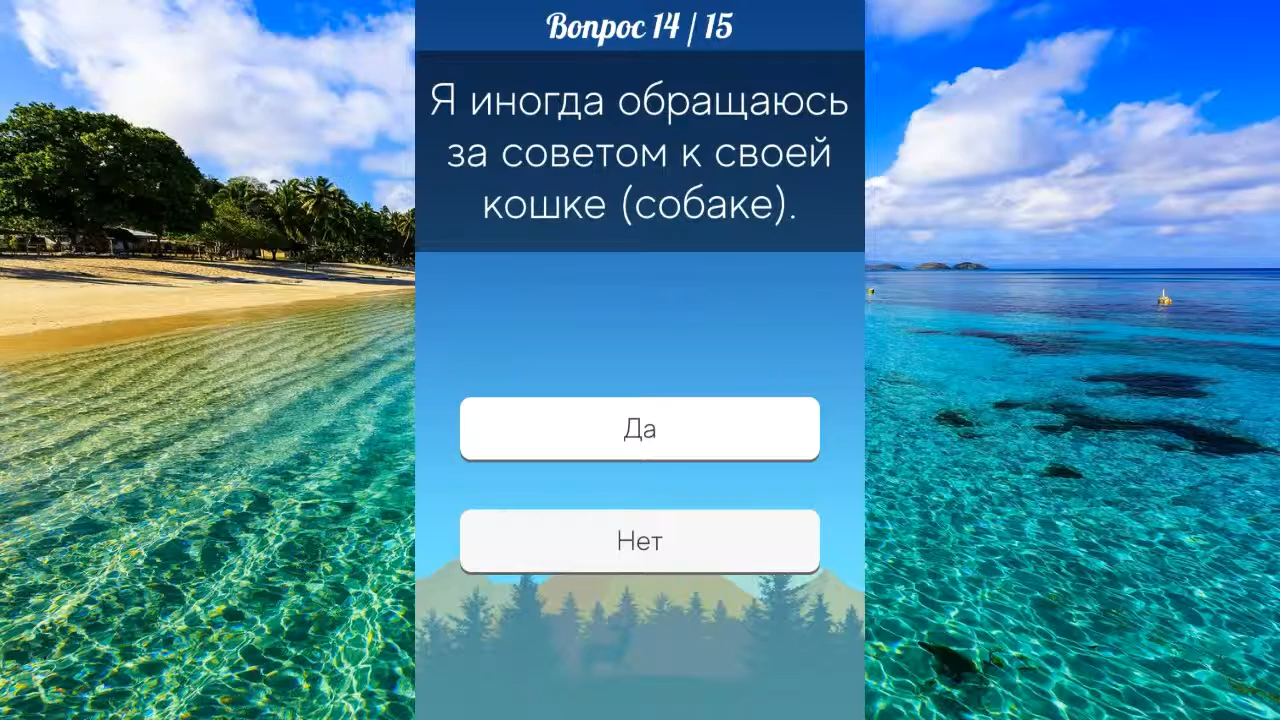 Вопрос 14 / 15
Я иногда обращаюсь
за советом к своей
кошке (собаке).
Да
Нет